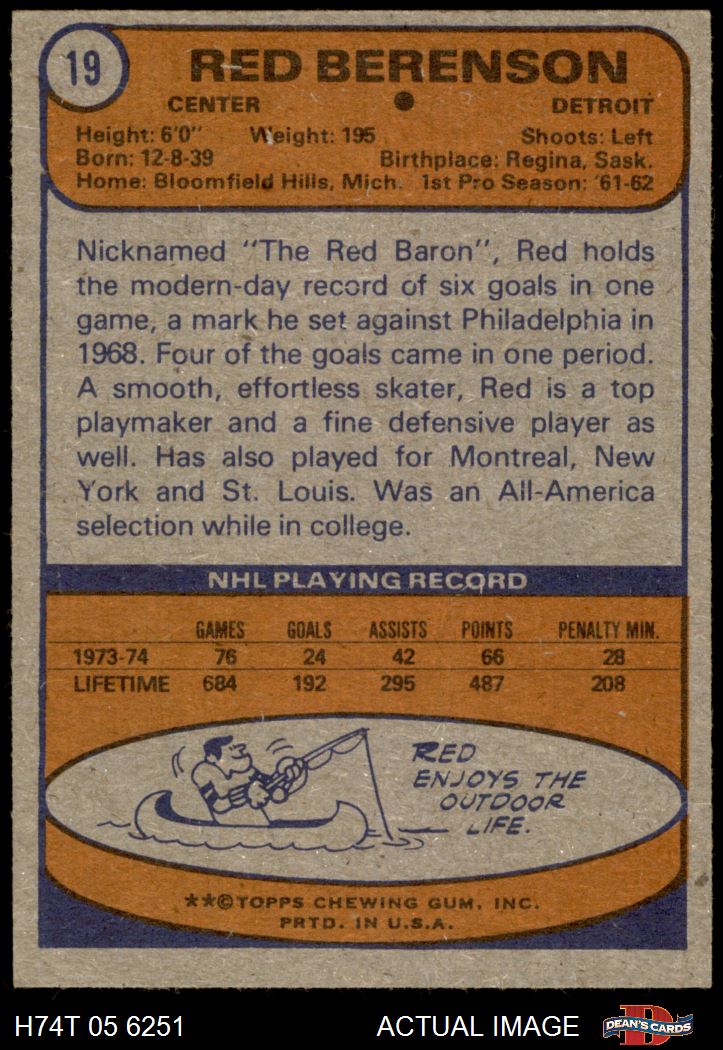 19
RED BERENSON
CENTER ● DETROIT
Height: 6'0" Weight: 195 Shoots: Left
Born: 12-8-39 Birthplace: Regina, Sask.
Home: Bloomfield Hills, Mich. 1st Pro Season: '61-62
Nicknamed "The Red Baron", Red holds
the modern-day record of six goals in one
game, a mark he set against Philadelphia in
1968. Four of the goals came in one period.
A smooth, effortless skater, Red is a top
playmaker and a fine defensive player as
well. Has also played for Montreal, New
York and St. Louis. Was an All-America
selection while in college.
NHL PLAYING RECORD
GAMES GOALS ASSISTS POINTS PENALTY MIN.
1973-74 76 24 42 66 28
LIFETIME 684 192 295 487 208
RED
ENJOYS THE
OUTDOOR
LIFE.
**©TOPPS CHEWING GUM, INC.
PRTD. IN U.S.A.
H74T 05 6251 ACTUAL IMAGE D DEAN'S CARDS